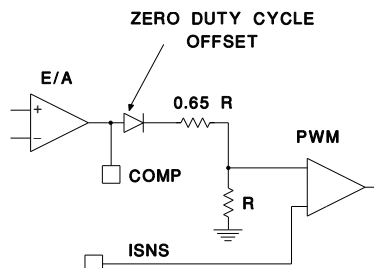 ZERO DUTY CYCLE
OFFSET
E/A
0.65 R
PWM
+
−
COMP
R
ISNS